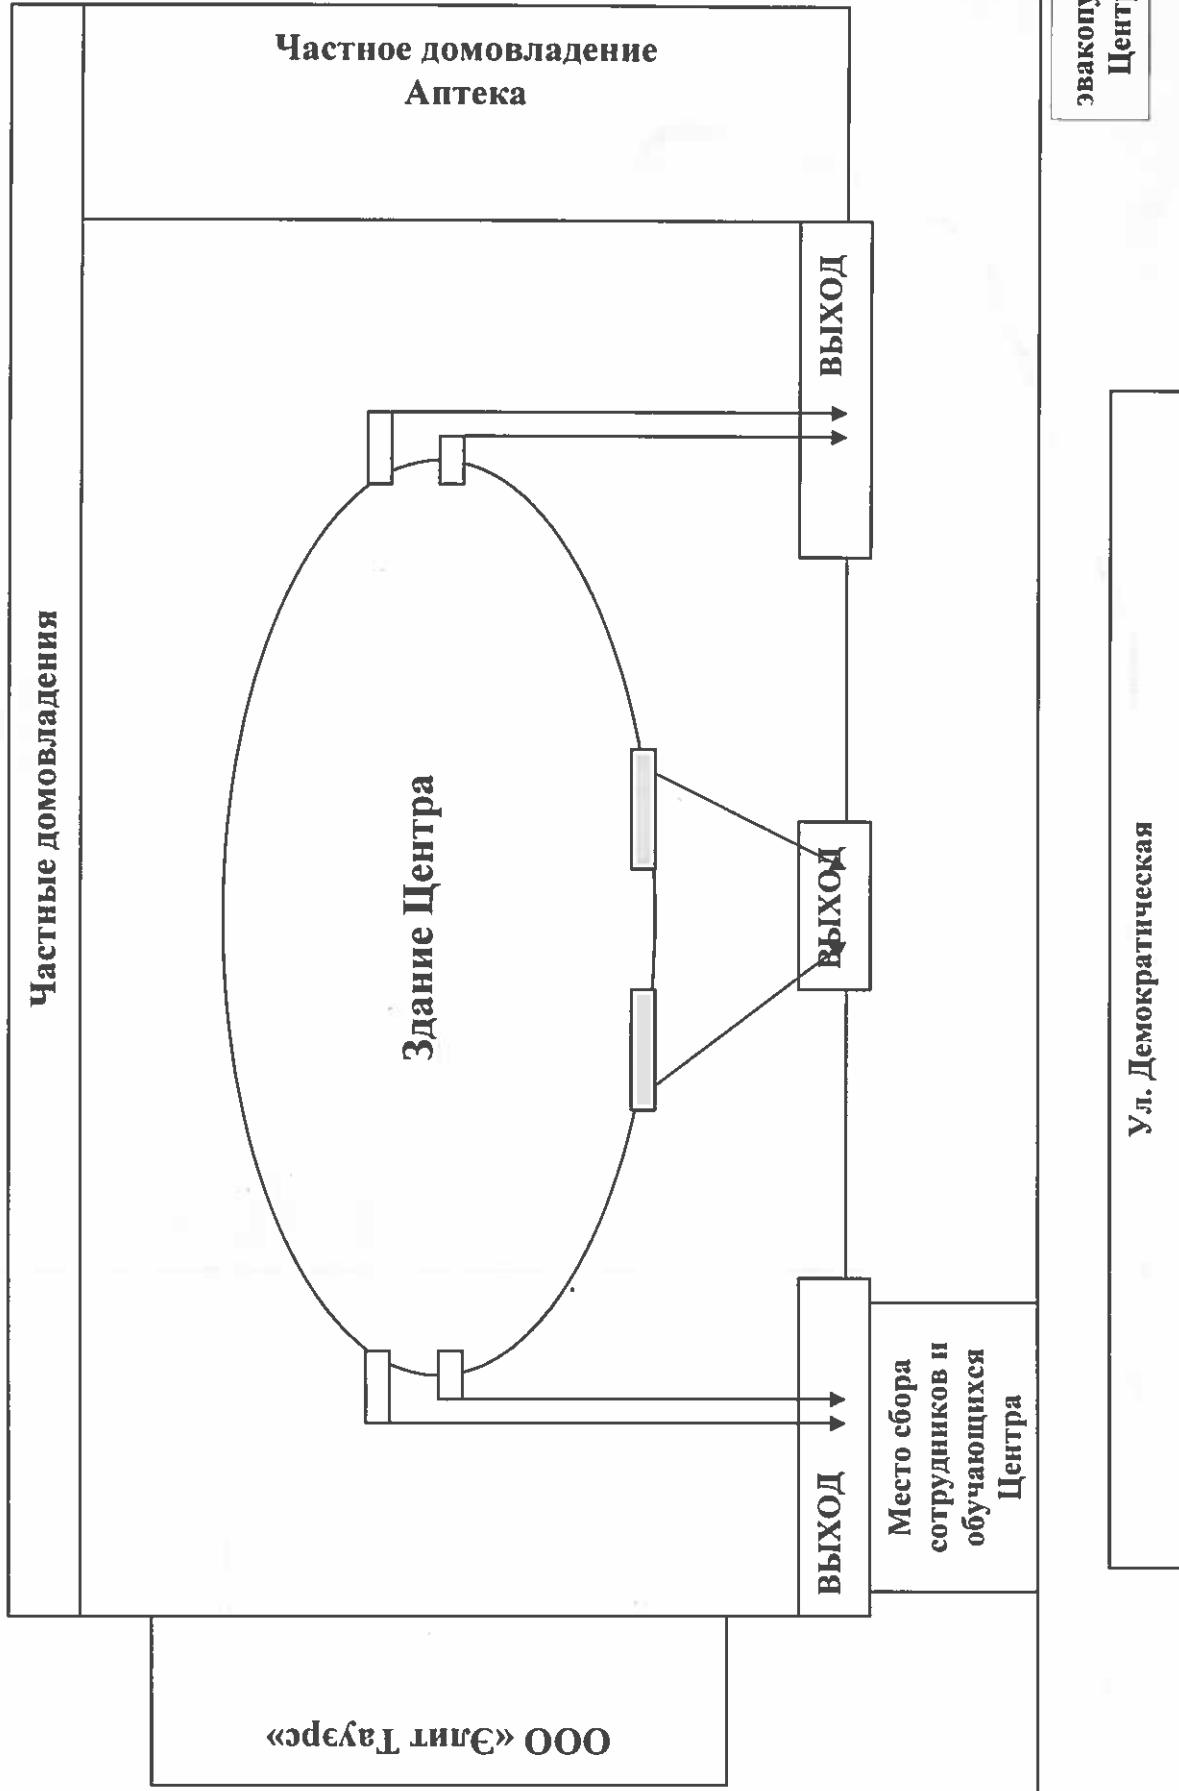 Частные домовладения
Частное домовладение
Аптека
Здание Центра
ВЫХОД
ВЫХОД
ВЫХОД
Место сбора
сотрудников и
обучающихся
Центра
ООО «Элит Тауэрс»
Ул. Демократическая